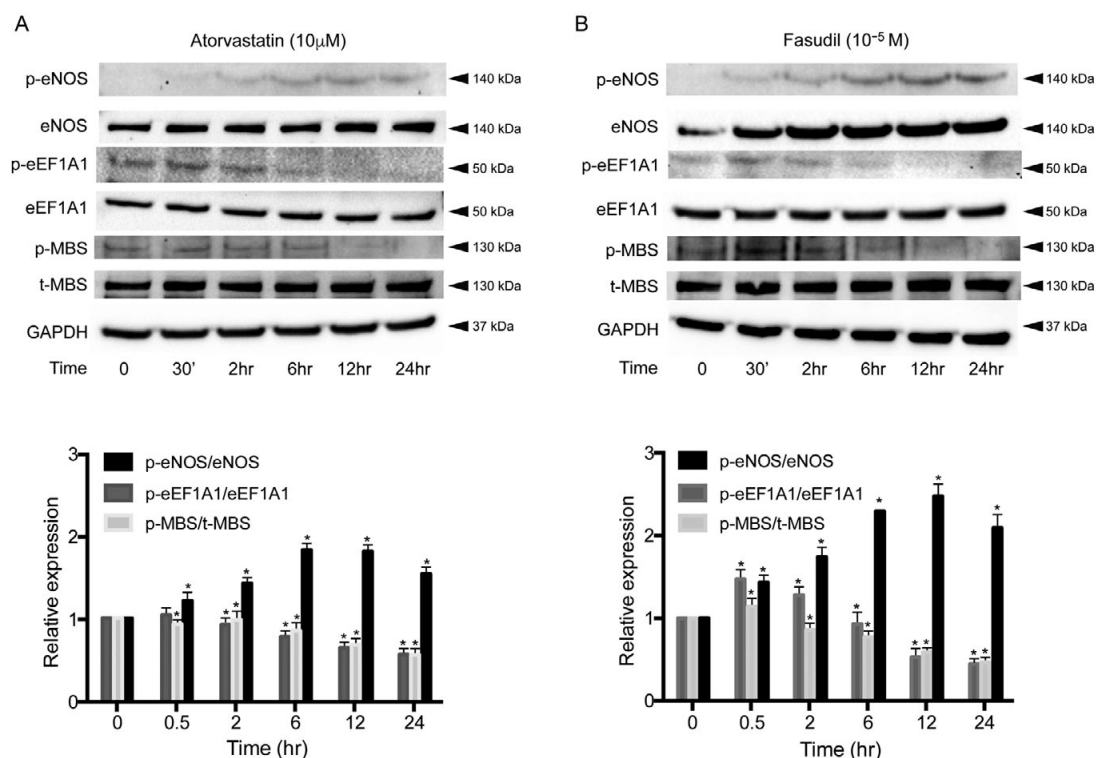 A
Atorvastatin (10μM)
p-eNOS
140 kDa
eNOS
140 kDa
p-eEF1A1
50 kDa
eEF1A1
50 kDa
p-MBS
130 kDa
t-MBS
130 kDa
GAPDH
37 kDa
Time 0 30' 2hr 6hr 12hr 24hr
B
Fasudil (10⁻⁵ M)
p-eNOS
140 kDa
eNOS
140 kDa
p-eEF1A1
50 kDa
eEF1A1
50 kDa
p-MBS
130 kDa
t-MBS
130 kDa
GAPDH
37 kDa
Time 0 30' 2hr 6hr 12hr 24hr
Relative expression
3
2
1
0
p-eNOS/eNOS
p-eEF1A1/eEF1A1
p-MBS/t-MBS
* * * * * * * * * * * * * *
0 0.5 2 6 12 24
Time (hr)
Relative expression
3
2
1
0
p-eNOS/eNOS
p-eEF1A1/eEF1A1
p-MBS/t-MBS
* * * * * * * * * * * * * * *
0 0.5 2 6 12 24
Time (hr)